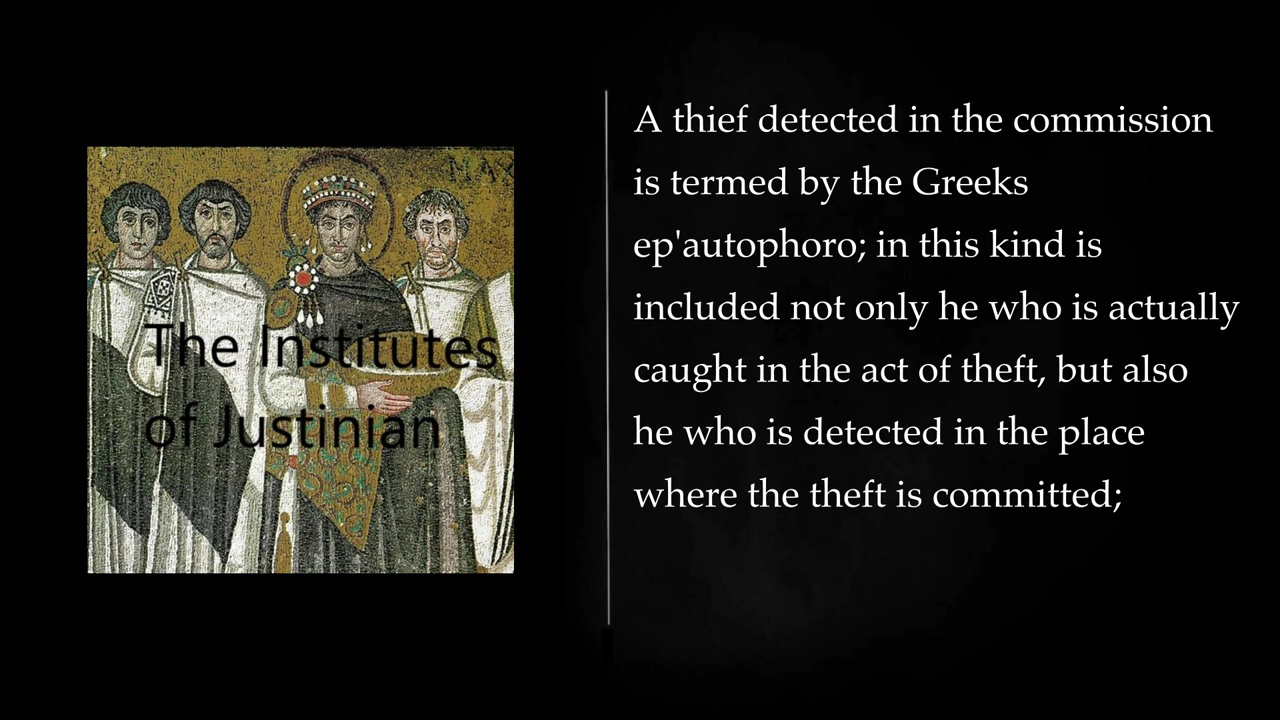 MAX
The Institutes
of Justinian
A thief detected in the commission
is termed by the Greeks
ep'autophoro; in this kind is
included not only he who is actually
caught in the act of theft, but also
he who is detected in the place
where the theft is committed;